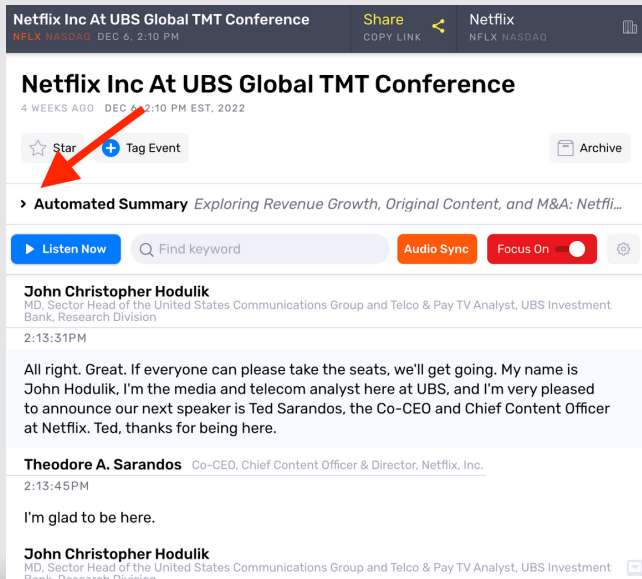 Netflix Inc At UBS Global TMT Conference
NFLX NASDAQ DEC 6, 2:10 PM
Share
COPY LINK
Netflix
NFLX NASDAQ
Netflix Inc At UBS Global TMT Conference
4 WEEKS AGO DEC 6, 2:10 PM EST, 2022
Star
Tag Event
Archive
Automated Summary Exploring Revenue Growth, Original Content, and M&A: Netfli...
Listen Now
Find keyword
Audio Sync
Focus On
John Christopher Hodulik
MD, Sector Head of the United States Communications Group and Telco & Pay TV Analyst, UBS Investment
Bank, Research Division
2:13:31PM
All right. Great. If everyone can please take the seats, we'll get going. My name is
John Hodulik, I'm the media and telecom analyst here at UBS, and I'm very pleased
to announce our next speaker is Ted Sarandos, the Co-CEO and Chief Content Officer
at Netflix. Ted, thanks for being here.
Theodore A. Sarandos Co-CEO, Chief Content Officer & Director, Netflix, Inc.
2:13:45PM
I'm glad to be here.
John Christopher Hodulik
MD, Sector Head of the United States Communications Group and Telco & Pay TV Analyst, UBS Investment
Bank, Research Division